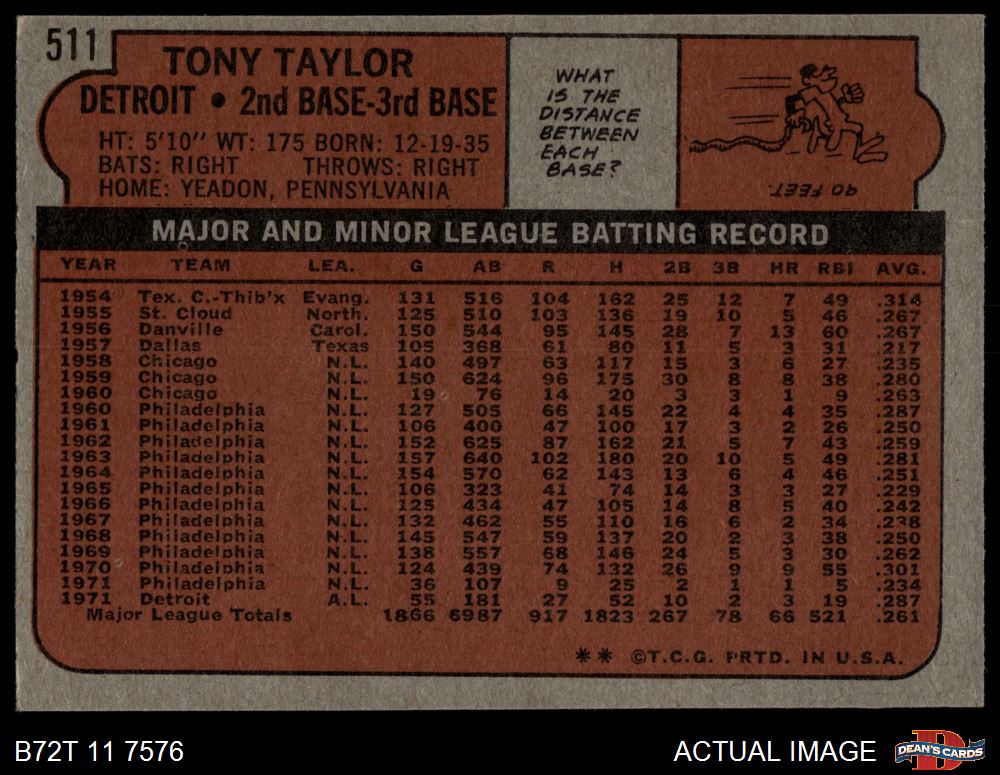 511
TONY TAYLOR
DETROIT • 2nd BASE-3rd BASE
HT: 5'10" WT: 175 BORN: 12-19-35
BATS: RIGHT THROWS: RIGHT
HOME: YEADON, PENNSYLVANIA
WHAT
IS THE
DISTANCE
BETWEEN
EACH
BASE?
90 FEET.
MAJOR AND MINOR LEAGUE BATTING RECORD
YEAR TEAM LEA. G AB R H 2B 3B HR RBI AVG.
1954 Tex. C.-Thib'x Evang. 131 516 104 162 25 12 7 49 .314
1955 St. Cloud North. 125 510 103 136 19 10 5 46 .267
1956 Danville Carol. 150 544 95 145 28 7 13 60 .267
1957 Dallas Texas 105 368 61 80 11 5 3 31 .217
1958 Chicago N.L. 140 497 63 117 15 3 6 27 .235
1959 Chicago N.L. 150 624 96 175 30 8 8 38 .280
1960 Chicago N.L. 19 76 14 20 3 3 1 9 .263
1960 Philadelphia N.L. 127 505 66 145 22 4 4 35 .287
1961 Philadelphia N.L. 106 400 47 100 17 3 2 26 .250
1962 Philadelphia N.L. 152 625 87 162 21 5 7 43 .259
1963 Philadelphia N.L. 157 640 102 180 20 10 5 49 .281
1964 Philadelphia N.L. 154 570 62 143 13 6 4 46 .251
1965 Philadelphia N.L. 106 323 41 74 14 3 3 27 .229
1966 Philadelphia N.L. 125 434 47 105 14 8 5 40 .242
1967 Philadelphia N.L. 132 462 55 110 16 6 2 34 .238
1968 Philadelphia N.L. 145 547 59 137 20 2 3 38 .250
1969 Philadelphia N.L. 138 557 68 146 24 5 3 30 .262
1970 Philadelphia N.L. 124 439 74 132 26 9 9 55 .301
1971 Philadelphia N.L. 36 107 9 25 2 1 1 5 .234
1971 Detroit A.L. 55 181 27 52 10 2 3 19 .287
Major League Totals 1866 6987 917 1823 267 78 66 521 .261
** ©T.C.G. PRTD. IN U.S.A.
B72T 11 7576
ACTUAL IMAGE
DEAN'S CARDS